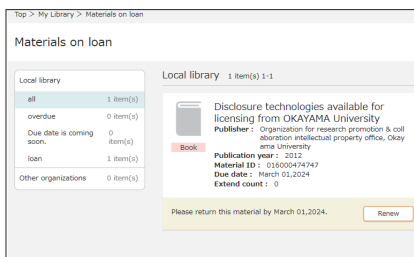 Top > My Library > Materials on loan
Materials on loan
Local library
all 1 item(s)
overdue 0 item(s)
Due date is coming soon. 0 item(s)
loan 1 item(s)
Other organizations 0 item(s)
Local library 1 item(s) 1-1
Book
Disclosure technologies available for
licensing from OKAYAMA University
Publisher : Organization for research promotion & coll
aboration intellectual property office, Okay
ama University
Publication year : 2012
Material ID : 016000474747
Due date : March 01,2024
Extend count : 0
Please return this material by March 01,2024.
Renew